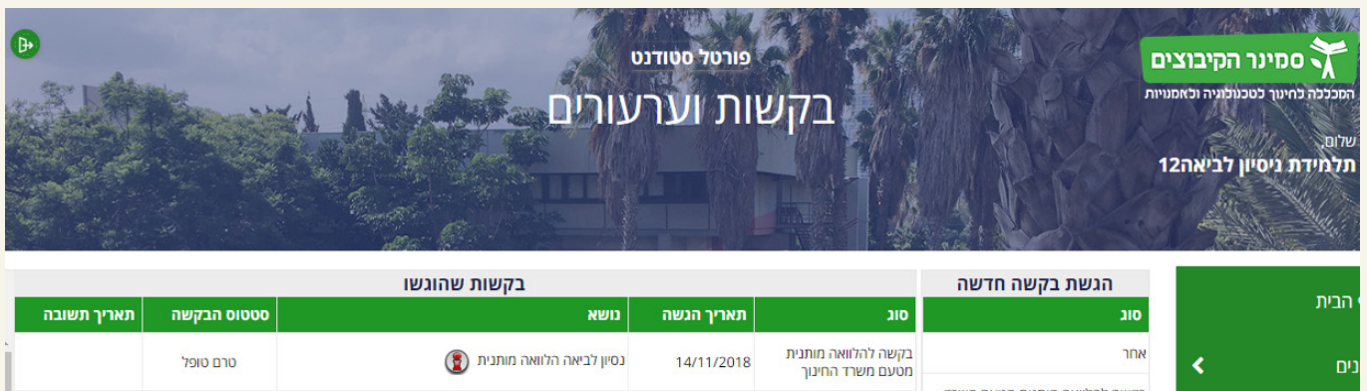 פורטל סטודנט
בקשות וערעורים
סמינר הקיבוצים
המכללה לחינוך לטכנולוגיה ולאמנויות
שלום,
תלמידת ניסיון לביאה12
הבית
הגשת בקשה חדשה
סוג
אחר
בקשות שהוגשו
סוג תאריך הגשה נושא סטטוס הבקשה תאריך תשובה
בקשה להלוואה מותנית
מטעם משרד החינוך
14/11/2018 נסיון לביאה הלוואה מותנית טרם טופל